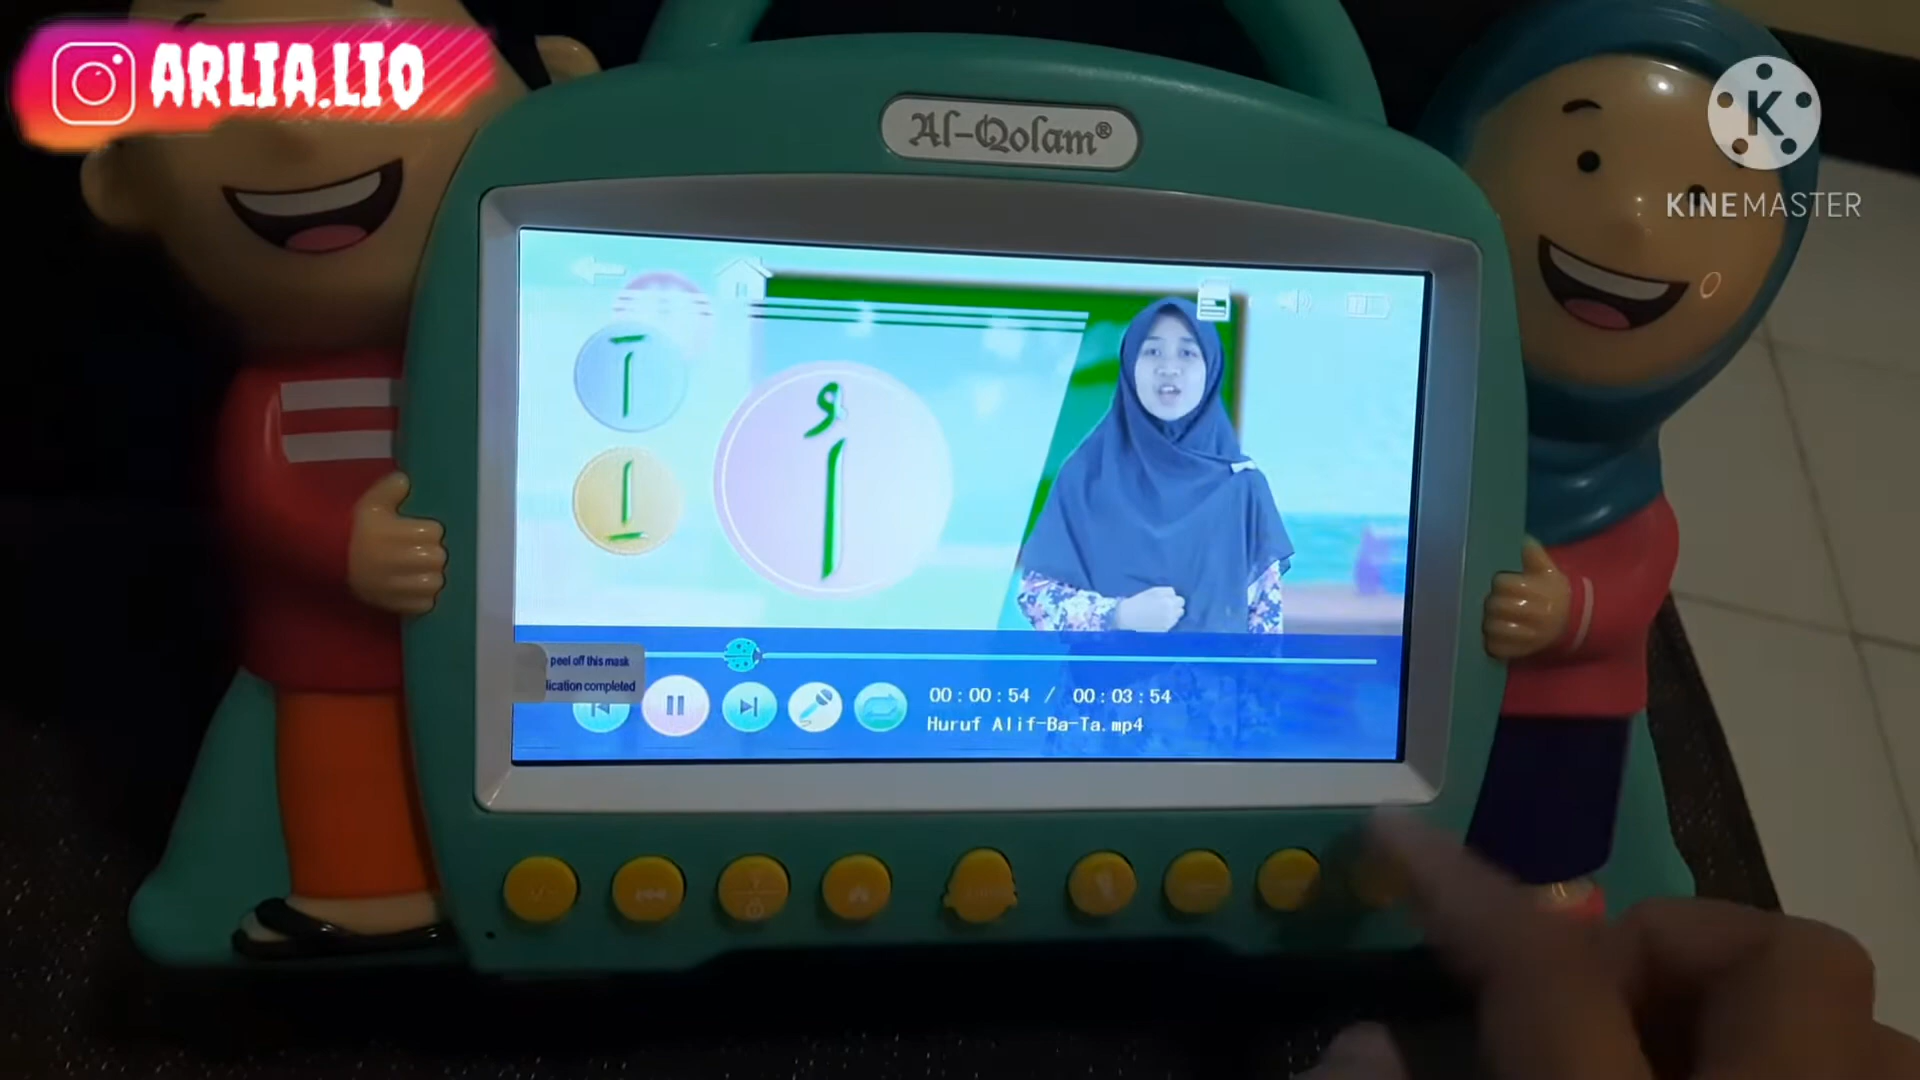 ARLIA.LIO
K
KINEMASTER
Al-Qolam®
اَ
اِ
اُ
peel off this mask
lication completed
00:00:54 / 00:03:54
Huruf Alif-Ba-Ta.mp4